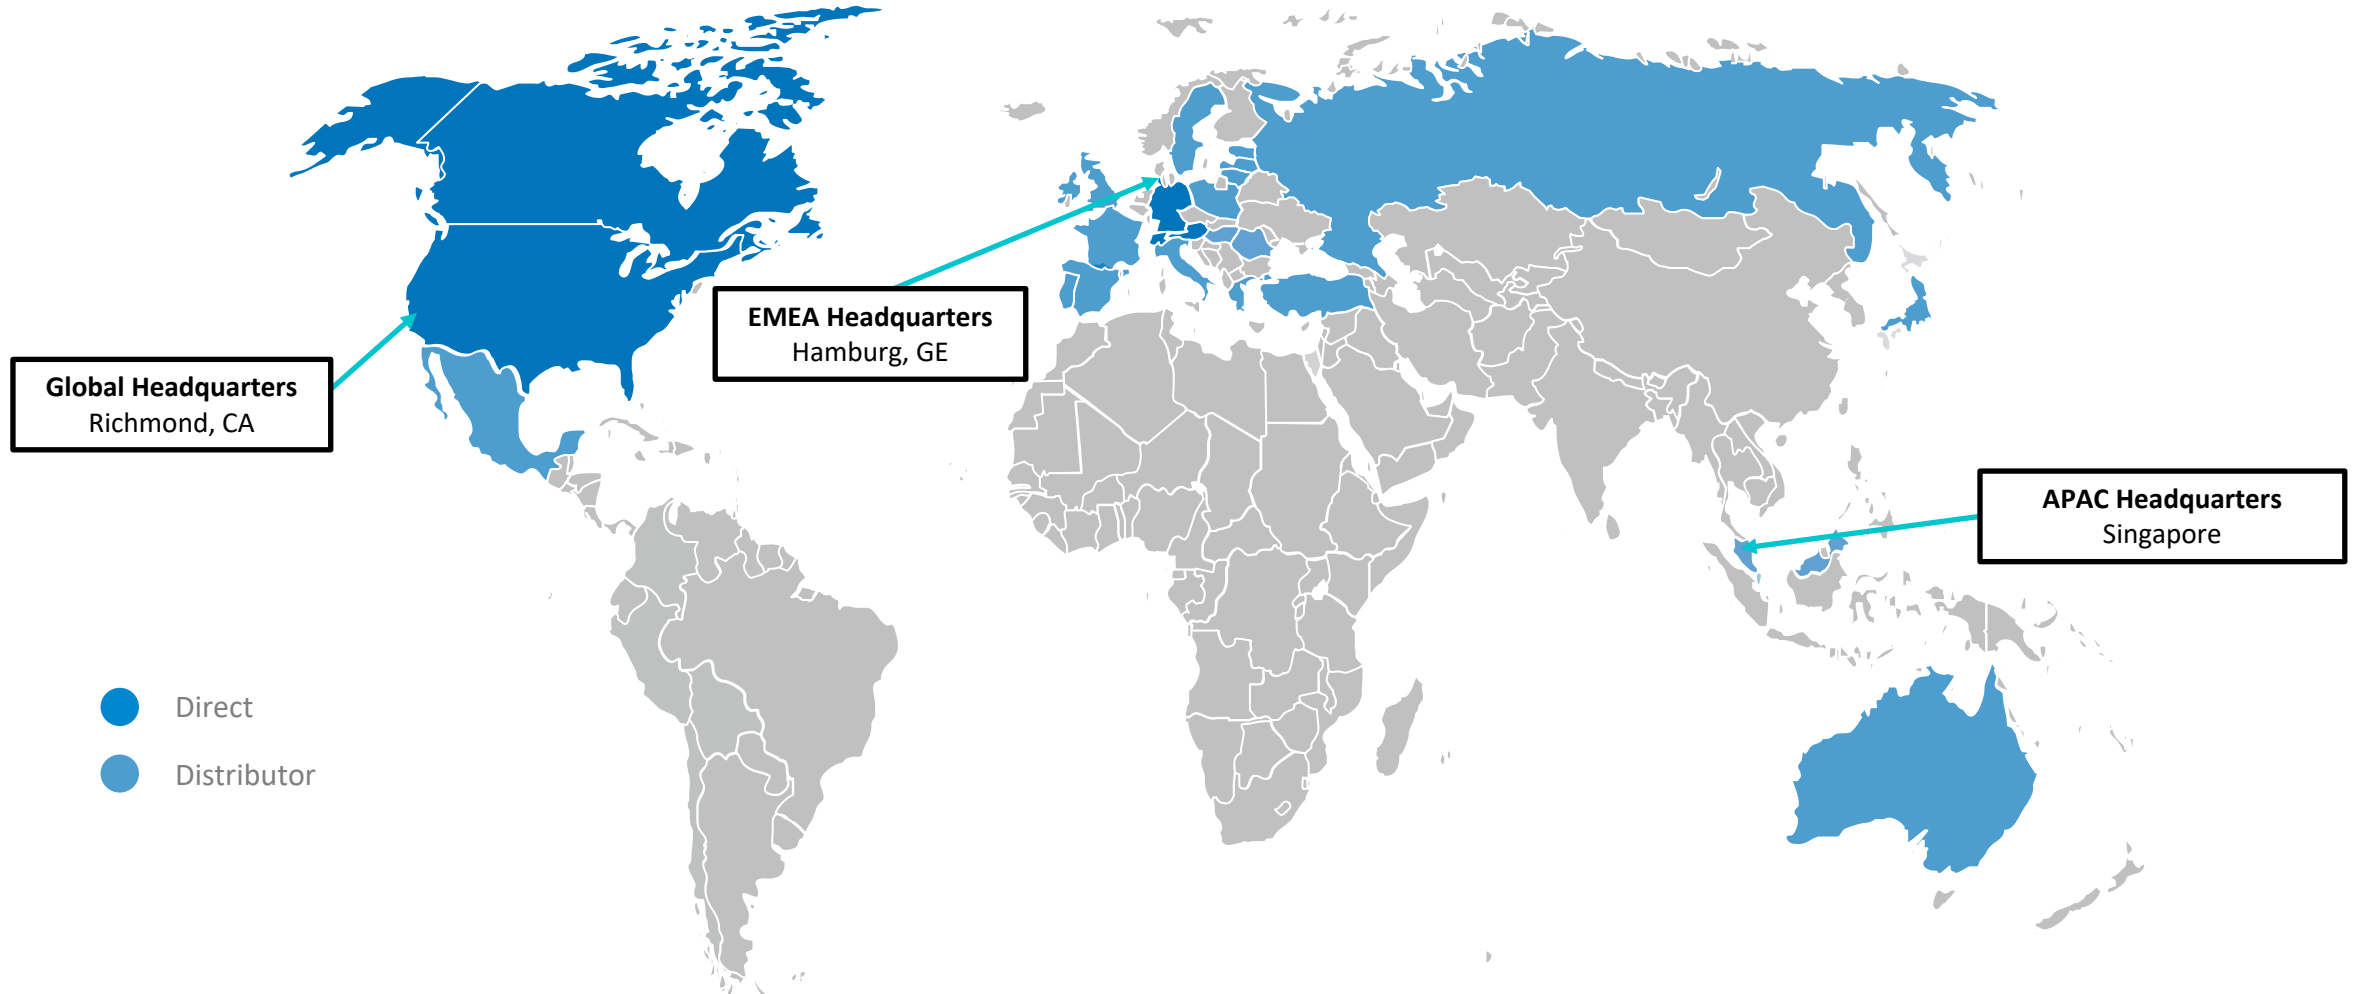 Global Headquarters
Richmond, CA
EMEA Headquarters
Hamburg, GE
APAC Headquarters
Singapore
Direct
Distributor